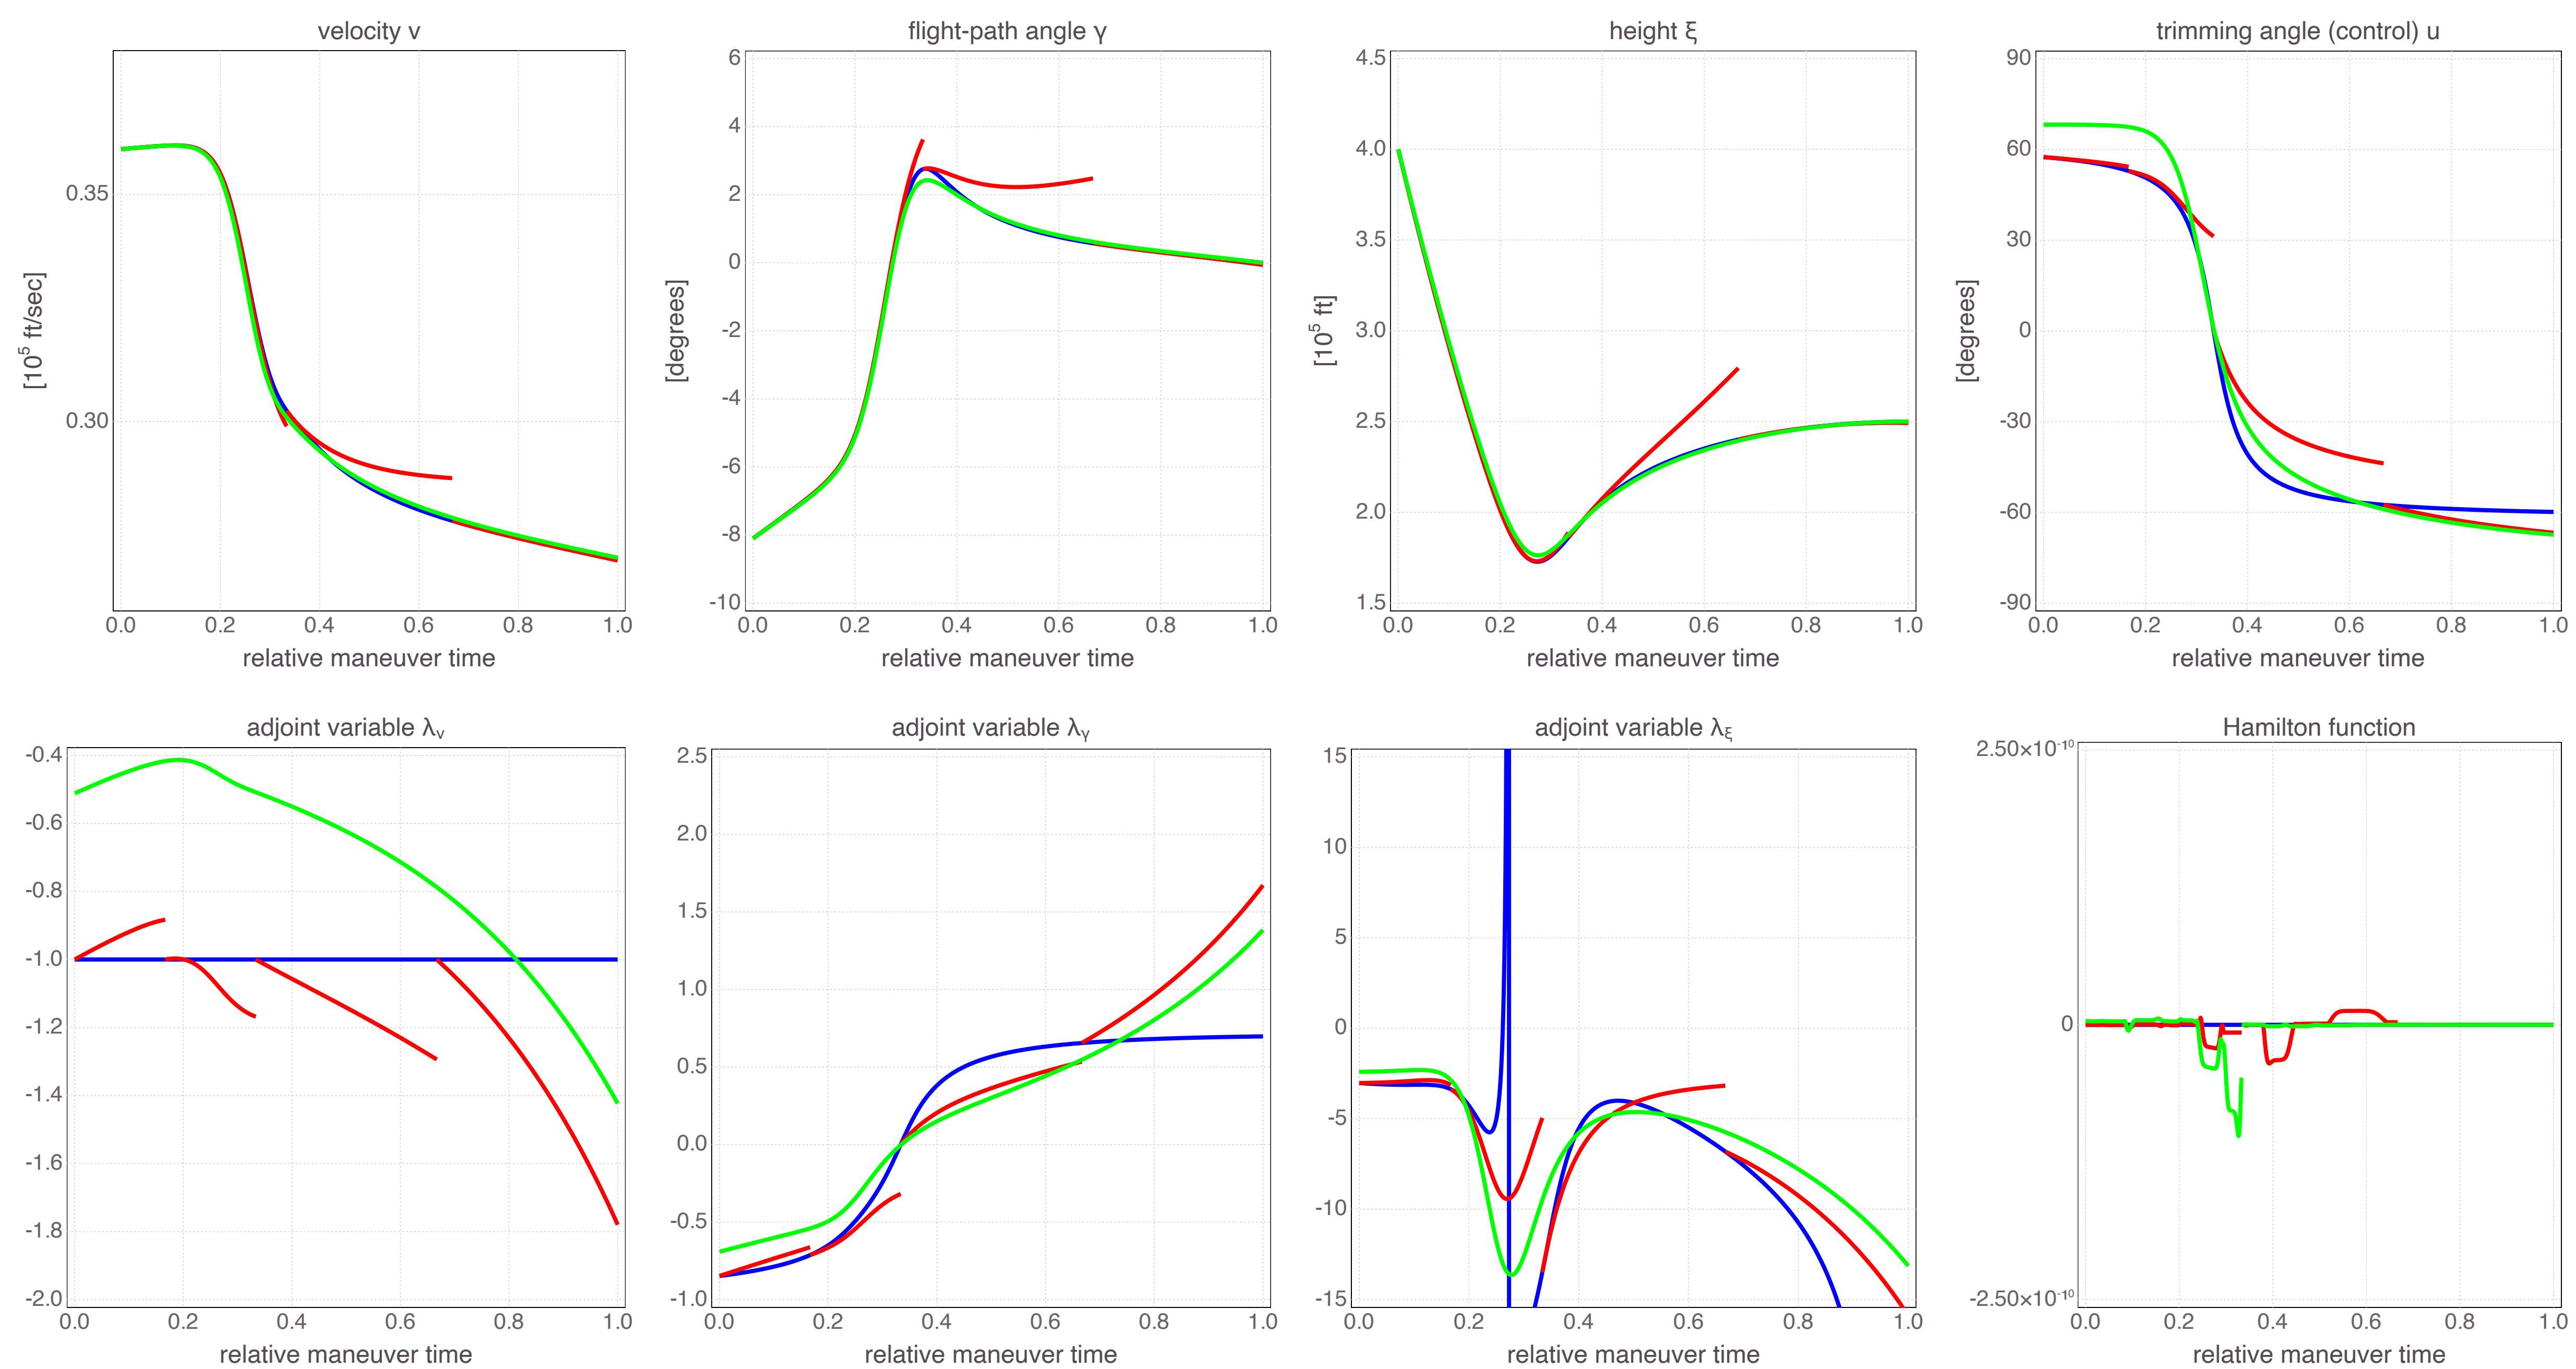 velocity v
flight-path angle γ
height ξ
trimming angle (control) u
0.35
0.30
[10⁵ ft/sec]
0.0 0.2 0.4 0.6 0.8 1.0
relative maneuver time
6
4
2
0
-2
-4
-6
-8
-10
[degrees]
0.0 0.2 0.4 0.6 0.8 1.0
relative maneuver time
4.5
4.0
3.5
3.0
2.5
2.0
1.5
[10⁵ ft]
0.0 0.2 0.4 0.6 0.8 1.0
relative maneuver time
90
60
30
0
-30
-60
-90
[degrees]
0.0 0.2 0.4 0.6 0.8 1.0
relative maneuver time
adjoint variable λᵥ
adjoint variable λᵧ
adjoint variable λξ
Hamilton function
-0.4
-0.6
-0.8
-1.0
-1.2
-1.4
-1.6
-1.8
-2.0
0.0 0.2 0.4 0.6 0.8 1.0
relative maneuver time
2.5
2.0
1.5
1.0
0.5
0.0
-0.5
-1.0
0.0 0.2 0.4 0.6 0.8 1.0
relative maneuver time
15
10
5
0
-5
-10
-15
0.0 0.2 0.4 0.6 0.8 1.0
relative maneuver time
2.50×10⁻¹⁰
0
-2.50×10⁻¹⁰
0.0 0.2 0.4 0.6 0.8 1.0
relative maneuver time